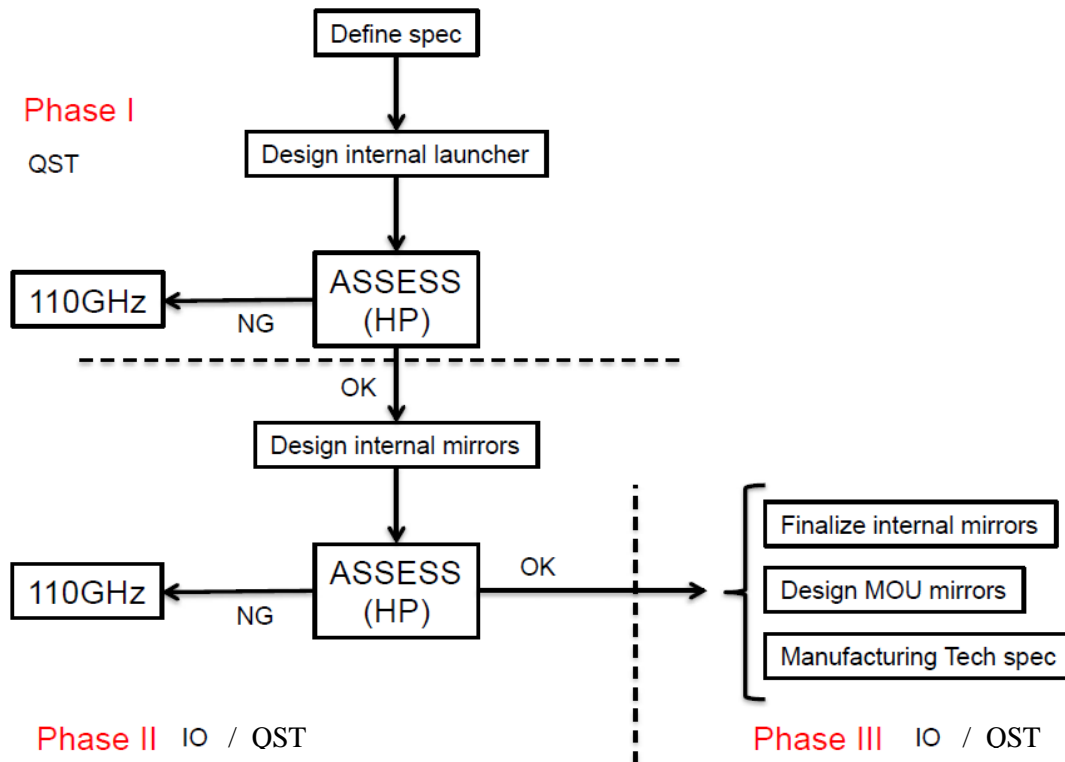 Define spec
Phase I
QST
Design internal launcher
ASSESS
(HP)
110GHz
NG
OK
Design internal mirrors
ASSESS
(HP)
110GHz
NG
OK
Finalize internal mirrors
Design MOU mirrors
Manufacturing Tech spec
Phase II IO / QST
Phase III IO / QST